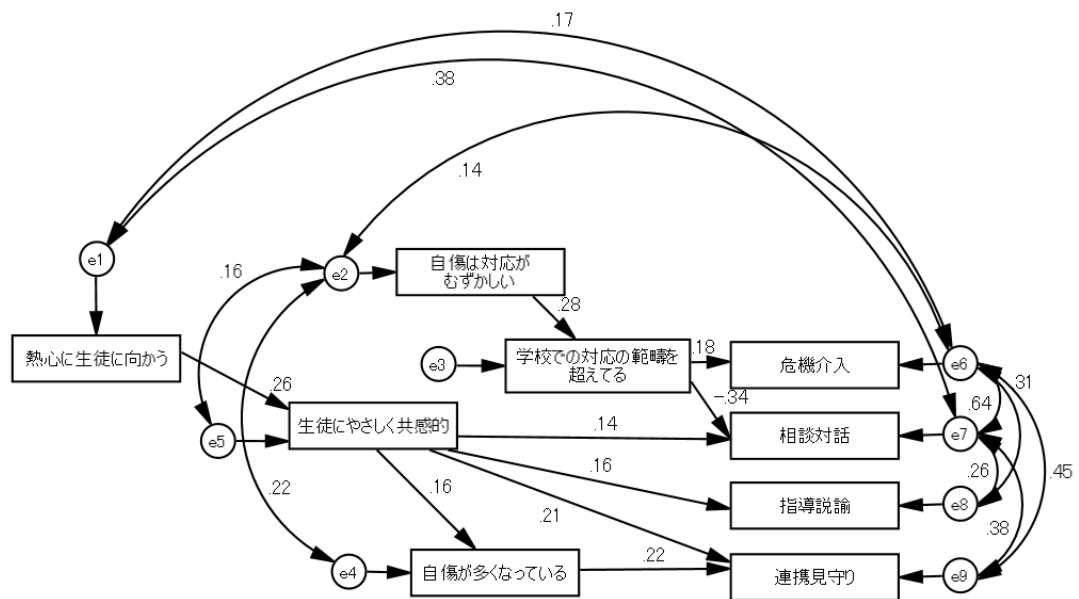 .17
.38
.14
e1
.16
e2
自傷は対応が
むずかしい
.28
熱心に生徒に向かう
e3
学校での対応の範疇を
超えてる
.18
危機介入
e6
.31
.26
-.34
.64
生徒にやさしく共感的
.14
相談対話
e7
e5
.16
.26
.45
.22
.16
.21
指導説諭
e8
.38
e4
自傷が多くなっている
.22
連携見守り
e9